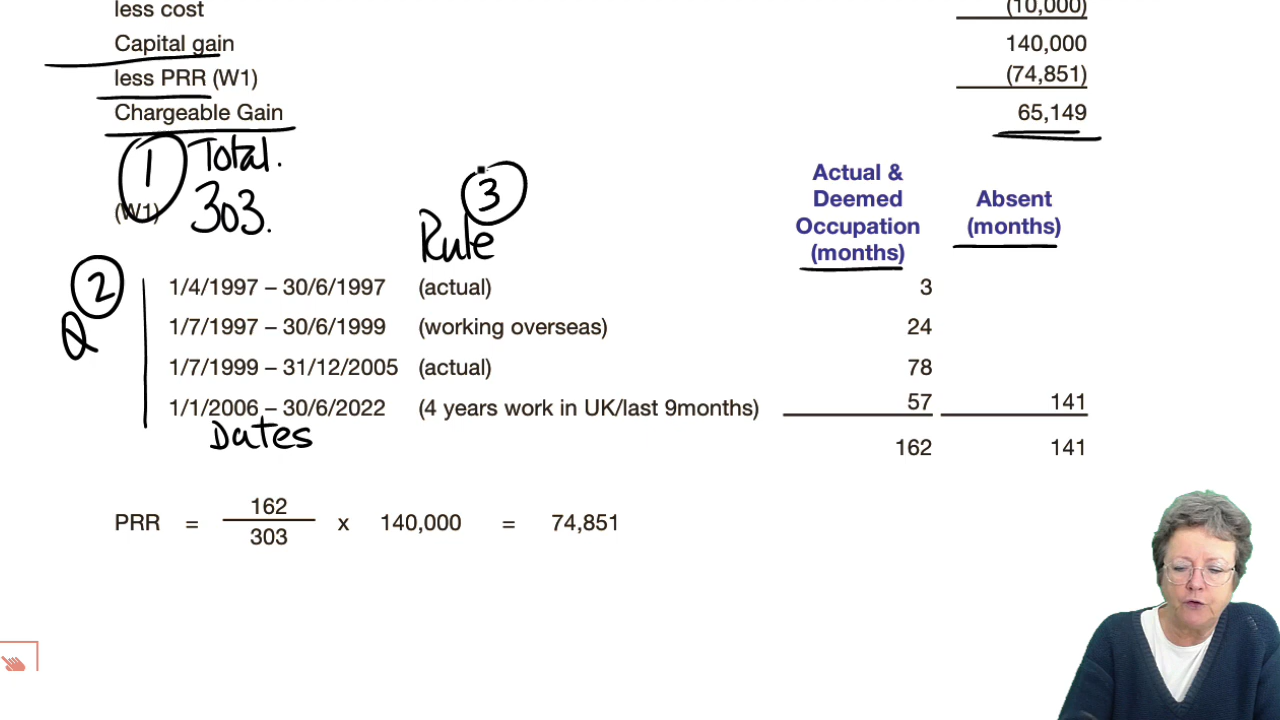 less cost (10,000)
Capital gain 140,000
less PRR (W1) (74,851)
Chargeable Gain 65,149
1 Total.
303.
(W1)
Rule 3
Actual & Deemed Occupation (months)
Absent (months)
2
Q
1/4/1997 – 30/6/1997 (actual) 3
1/7/1997 – 30/6/1999 (working overseas) 24
1/7/1999 – 31/12/2005 (actual) 78
1/1/2006 – 30/6/2022 (4 years work in UK/last 9months) 57 141
Dates
162 141
PRR = 162 / 303 x 140,000 = 74,851